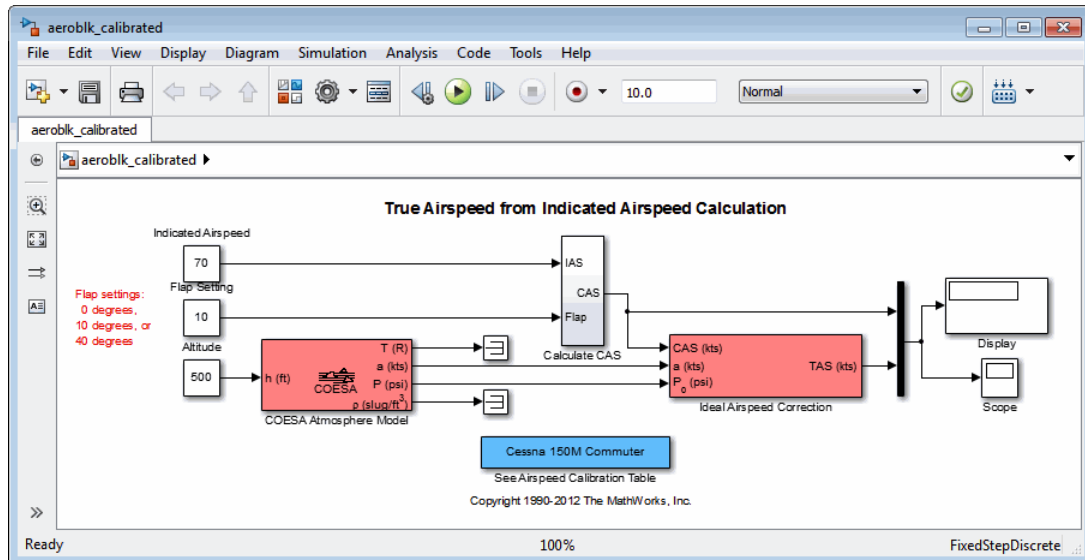 aeroblk_calibrated
File Edit View Display Diagram Simulation Analysis Code Tools Help
10.0 Normal
aeroblk_calibrated
aeroblk_calibrated
True Airspeed from Indicated Airspeed Calculation
Indicated Airspeed
70
IAS
Flap Setting
CAS
Flap settings:
0 degrees,
10 degrees, or
40 degrees
10
Flap
Display
Altitude
Calculate CAS
T (R)
CAS (kts)
500
h (ft)
COESA
a (kts)
a (kts)
TAS (kts)
P (psi)
P₀ (psi)
ρ (slug/ft³)
Ideal Airspeed Correction
Scope
COESA Atmosphere Model
Cessna 150M Commuter
See Airspeed Calibration Table
Copyright 1990-2012 The MathWorks, Inc.
Ready 100% FixedStepDiscrete